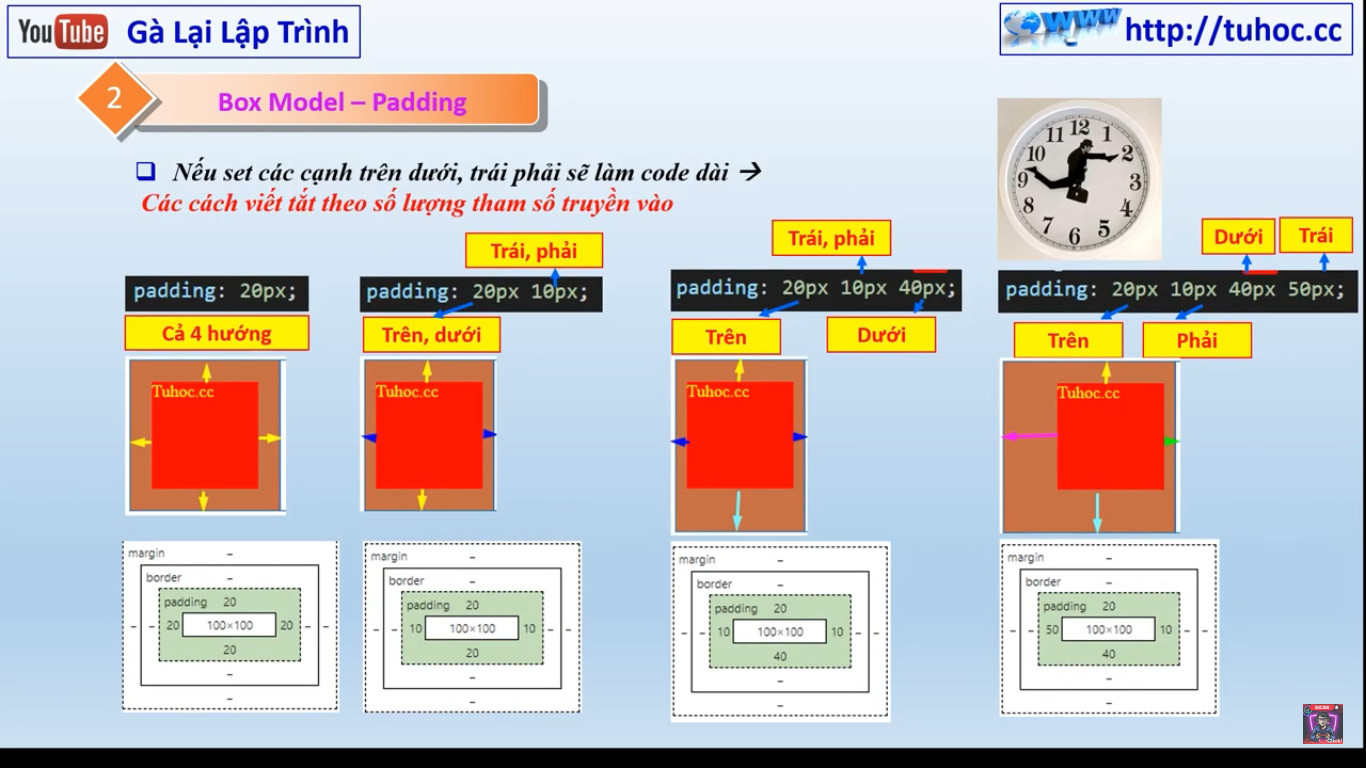 YouTube Gà Lại Lập Trình
www http://tuhoc.cc
2 Box Model – Padding
Nếu set các cạnh trên dưới, trái phải sẽ làm code dài →
Các cách viết tắt theo số lượng tham số truyền vào
12
1
2
3
4
5
6
7
8
9
10
11
padding: 20px;
Cả 4 hướng
Tuhoc.cc
margin –
border –
padding 20
– – 20 100×100 20 – –
20
–
–
Trái, phải
padding: 20px 10px;
Trên, dưới
Tuhoc.cc
margin –
border –
padding 20
– – 10 100×100 10 – –
20
–
–
Trái, phải
padding: 20px 10px 40px;
Trên Dưới
Tuhoc.cc
margin –
border –
padding 20
– – 10 100×100 10 – –
40
–
–
Dưới Trái
padding: 20px 10px 40px 50px;
Trên Phải
Tuhoc.cc
margin –
border –
padding 20
– – 50 100×100 10 – –
40
–
–